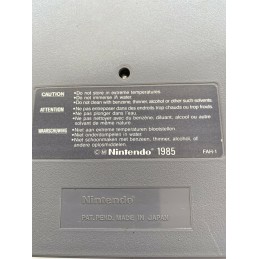 CAUTION
•Do not store in extreme temperatures.
•Do not immerse in water.
•Do not clean with benzene, thinner, alcohol or other such solvents.
ATTENTION
•Ne pas entreposer dans des endroits trop chauds ou trop froids.
•Ne pas plonger dans l'eau.
•Ne pas nettoyer avec du benzène, diluant, alcool ou autre solvant de même nature
WAARSCHUWING
•Niet aan extreme temperaturen blootstellen.
•Niet onderdompelen in water.
•Niet schoonmaken met benzeen, thinner, alcohol, of andere oplosmiddelen.
© Nintendo 1985
FAH-1
Nintendo
PAT. PEND. MADE IN JAPAN